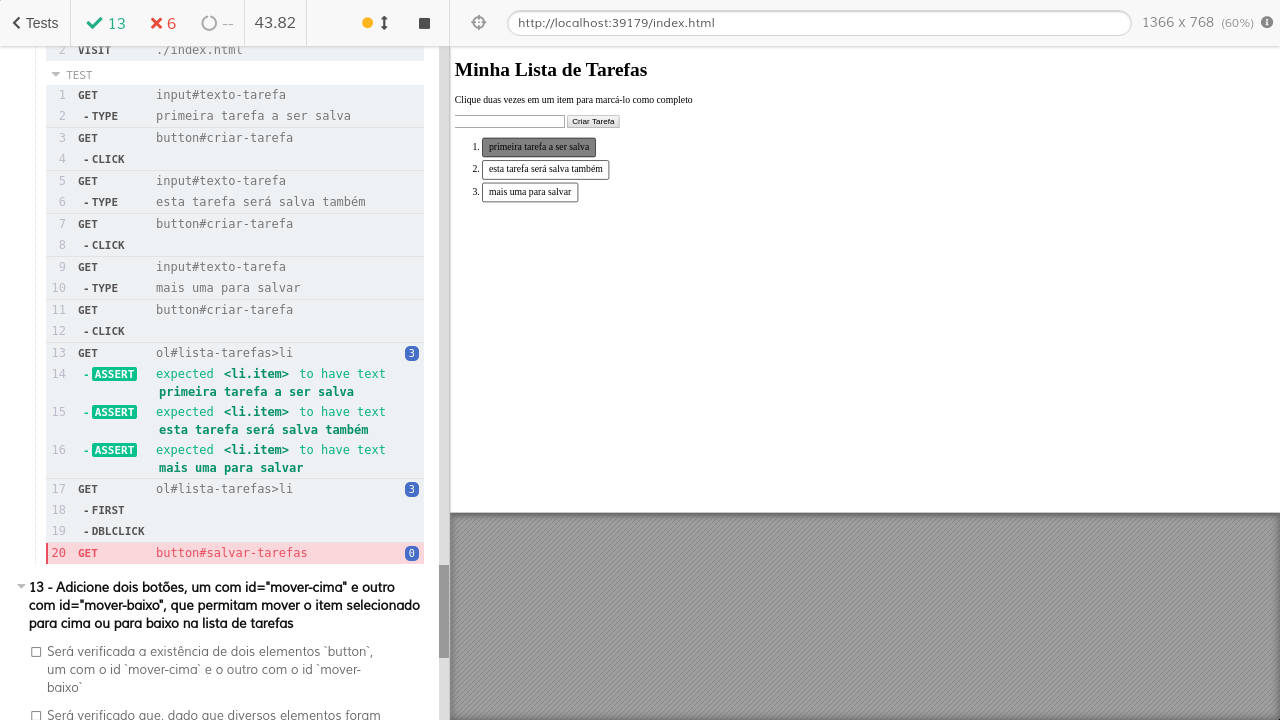 Tests
13
6
--
43.82
http://localhost:39179/index.html
1366 x 768 (60%)
2 VISIT ./index.html
TEST
1 GET input#texto-tarefa
2 -TYPE primeira tarefa a ser salva
3 GET button#criar-tarefa
4 -CLICK
5 GET input#texto-tarefa
6 -TYPE esta tarefa será salva também
7 GET button#criar-tarefa
8 -CLICK
9 GET input#texto-tarefa
10 -TYPE mais uma para salvar
11 GET button#criar-tarefa
12 -CLICK
13 GET ol#lista-tarefas>li 3
14 -ASSERT expected <li.item> to have text
primeira tarefa a ser salva
15 -ASSERT expected <li.item> to have text
esta tarefa será salva também
16 -ASSERT expected <li.item> to have text
mais uma para salvar
17 GET ol#lista-tarefas>li 3
18 -FIRST
19 -DBLCLICK
20 GET button#salvar-tarefas 0
13 - Adicione dois botões, um com id="mover-cima" e outro
com id="mover-baixo", que permitam mover o item selecionado
para cima ou para baixo na lista de tarefas
Será verificada a existência de dois elementos `button`,
um com o id `mover-cima` e o outro com o id `mover-
baixo`
Será verificado que, dado que diversos elementos foram
Minha Lista de Tarefas
Clique duas vezes em um item para marcá-lo como completo
Criar Tarefa
1. primeira tarefa a ser salva
2. esta tarefa será salva também
3. mais uma para salvar